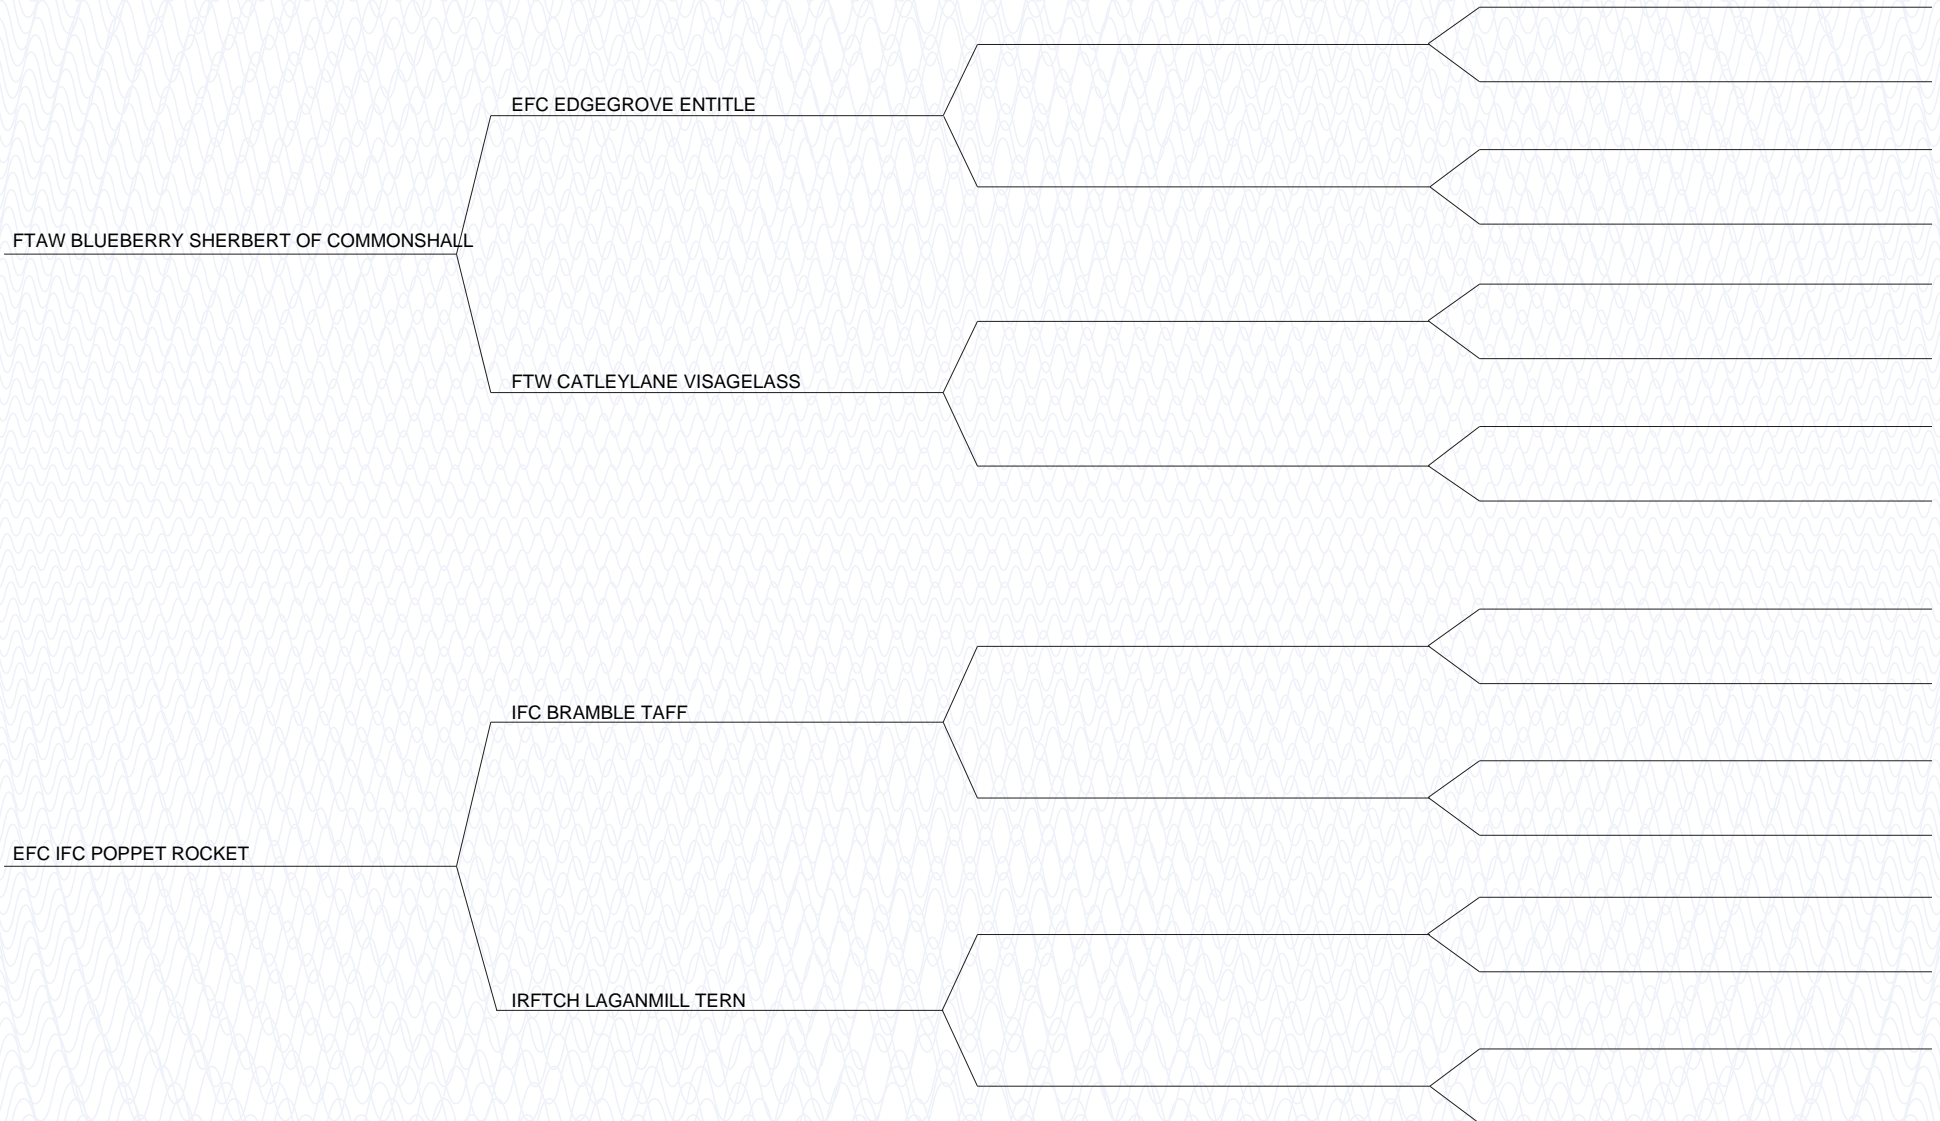 EFC EDGEGROVE ENTITLE
FTAW BLUEBERRY SHERBERT OF COMMONSHALL
FTW CATLEYLANE VISAGELASS
IFC BRAMBLE TAFF
EFC IFC POPPET ROCKET
IRFTCH LAGANMILL TERN